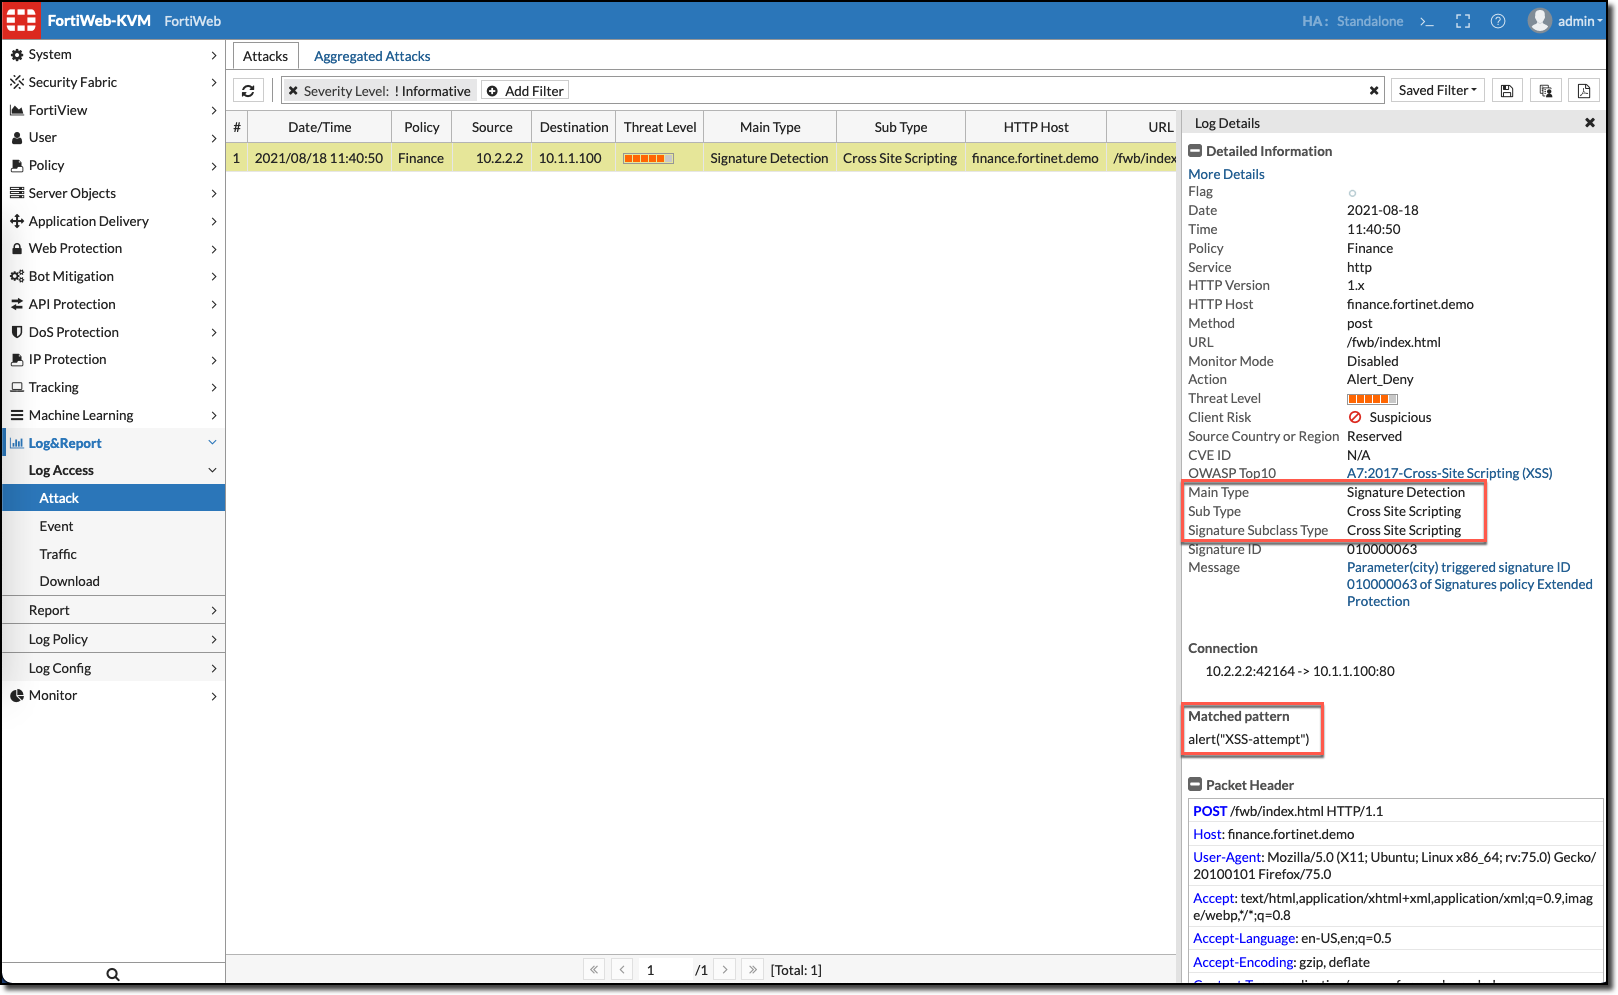 FortiWeb-KVM FortiWeb HA: Standalone >_ admin
System
Security Fabric
FortiView
User
Policy
Server Objects
Application Delivery
Web Protection
Bot Mitigation
API Protection
DoS Protection
IP Protection
Tracking
Machine Learning
Log&Report
Log Access
Attack
Event
Traffic
Download
Report
Log Policy
Log Config
Monitor
Attacks Aggregated Attacks
Severity Level: ! Informative Add Filter Saved Filter
# Date/Time Policy Source Destination Threat Level Main Type Sub Type HTTP Host URL
1 2021/08/18 11:40:50 Finance 10.2.2.2 10.1.1.100 Signature Detection Cross Site Scripting finance.fortinet.demo /fwb/index
« < 1 /1 > » [Total: 1]
Log Details
Detailed Information
More Details
Flag
Date 2021-08-18
Time 11:40:50
Policy Finance
Service http
HTTP Version 1.x
HTTP Host finance.fortinet.demo
Method post
URL /fwb/index.html
Monitor Mode Disabled
Action Alert_Deny
Threat Level
Client Risk Suspicious
Source Country or Region Reserved
CVE ID N/A
OWASP Top10 A7:2017-Cross-Site Scripting (XSS)
Main Type Signature Detection
Sub Type Cross Site Scripting
Signature Subclass Type Cross Site Scripting
Signature ID 010000063
Message Parameter(city) triggered signature ID
010000063 of Signatures policy Extended
Protection
Connection
10.2.2.2:42164 -> 10.1.1.100:80
Matched pattern
alert("XSS-attempt")
Packet Header
POST /fwb/index.html HTTP/1.1
Host: finance.fortinet.demo
User-Agent: Mozilla/5.0 (X11; Ubuntu; Linux x86_64; rv:75.0) Gecko/
20100101 Firefox/75.0
Accept: text/html,application/xhtml+xml,application/xml;q=0.9,imag
e/webp,*/*;q=0.8
Accept-Language: en-US,en;q=0.5
Accept-Encoding: gzip, deflate